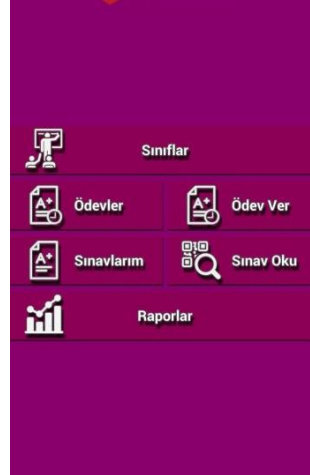 Sınıflar
Ödevler
Ödev Ver
Sınavlarım
Sınav Oku
Raporlar